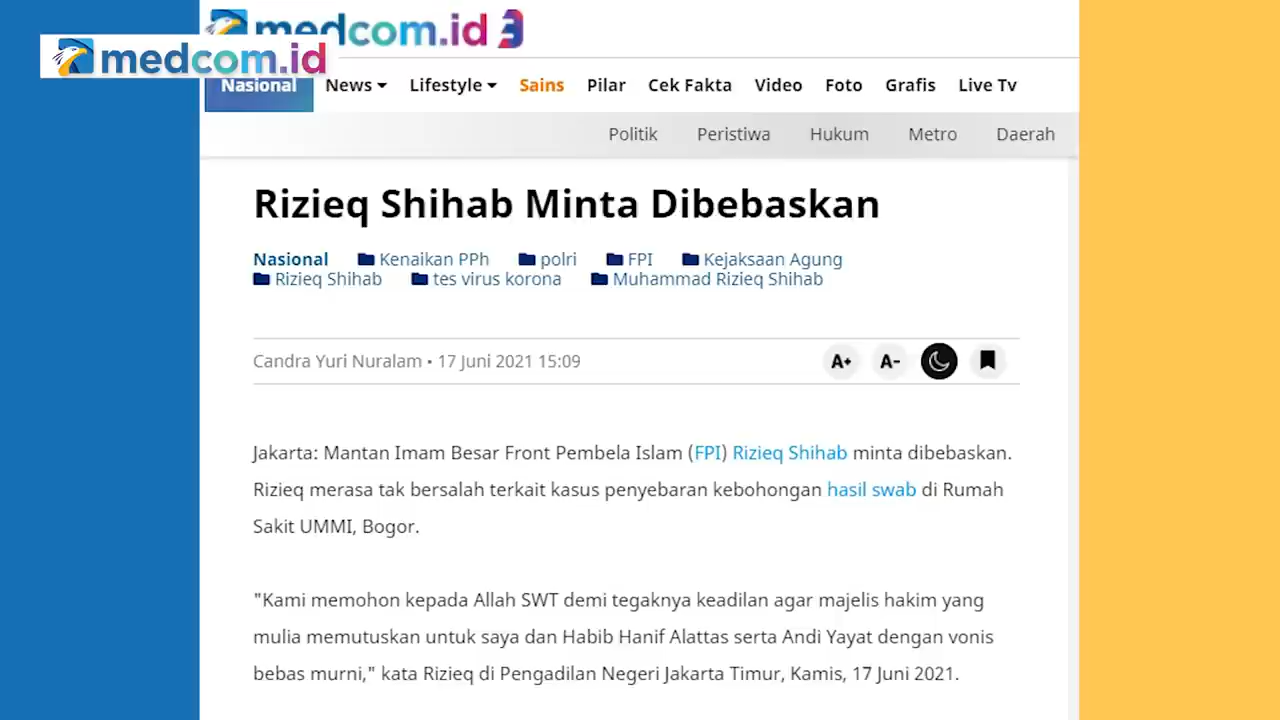 medcom.id
medcom.id
Nasional News Lifestyle Sains Pilar Cek Fakta Video Foto Grafis Live Tv
Politik Peristiwa Hukum Metro Daerah
Rizieq Shihab Minta Dibebaskan
Nasional Kenaikan PPh polri FPI Kejaksaan Agung
Rizieq Shihab tes virus korona Muhammad Rizieq Shihab
Candra Yuri Nuralam • 17 Juni 2021 15:09 A+ A-
Jakarta: Mantan Imam Besar Front Pembela Islam (FPI) Rizieq Shihab minta dibebaskan.
Rizieq merasa tak bersalah terkait kasus penyebaran kebohongan hasil swab di Rumah
Sakit UMMI, Bogor.
"Kami memohon kepada Allah SWT demi tegaknya keadilan agar majelis hakim yang
mulia memutuskan untuk saya dan Habib Hanif Alattas serta Andi Yayat dengan vonis
bebas murni," kata Rizieq di Pengadilan Negeri Jakarta Timur, Kamis, 17 Juni 2021.